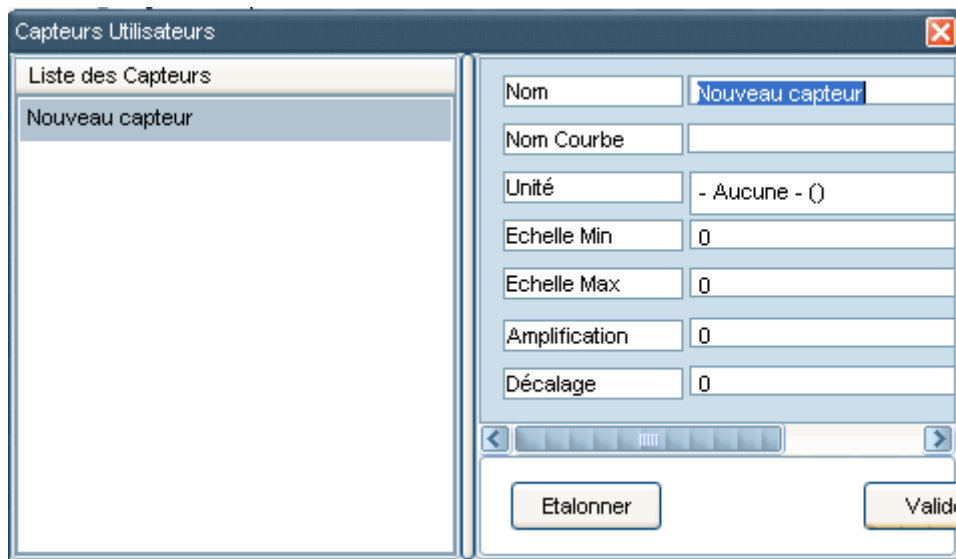 Capteurs Utilisateurs
Liste des Capteurs
Nouveau capteur
Nom
Nouveau capteur
Nom Courbe
Unité
- Aucune - ()
Echelle Min
0
Echelle Max
0
Amplification
0
Décalage
0
Etalonner